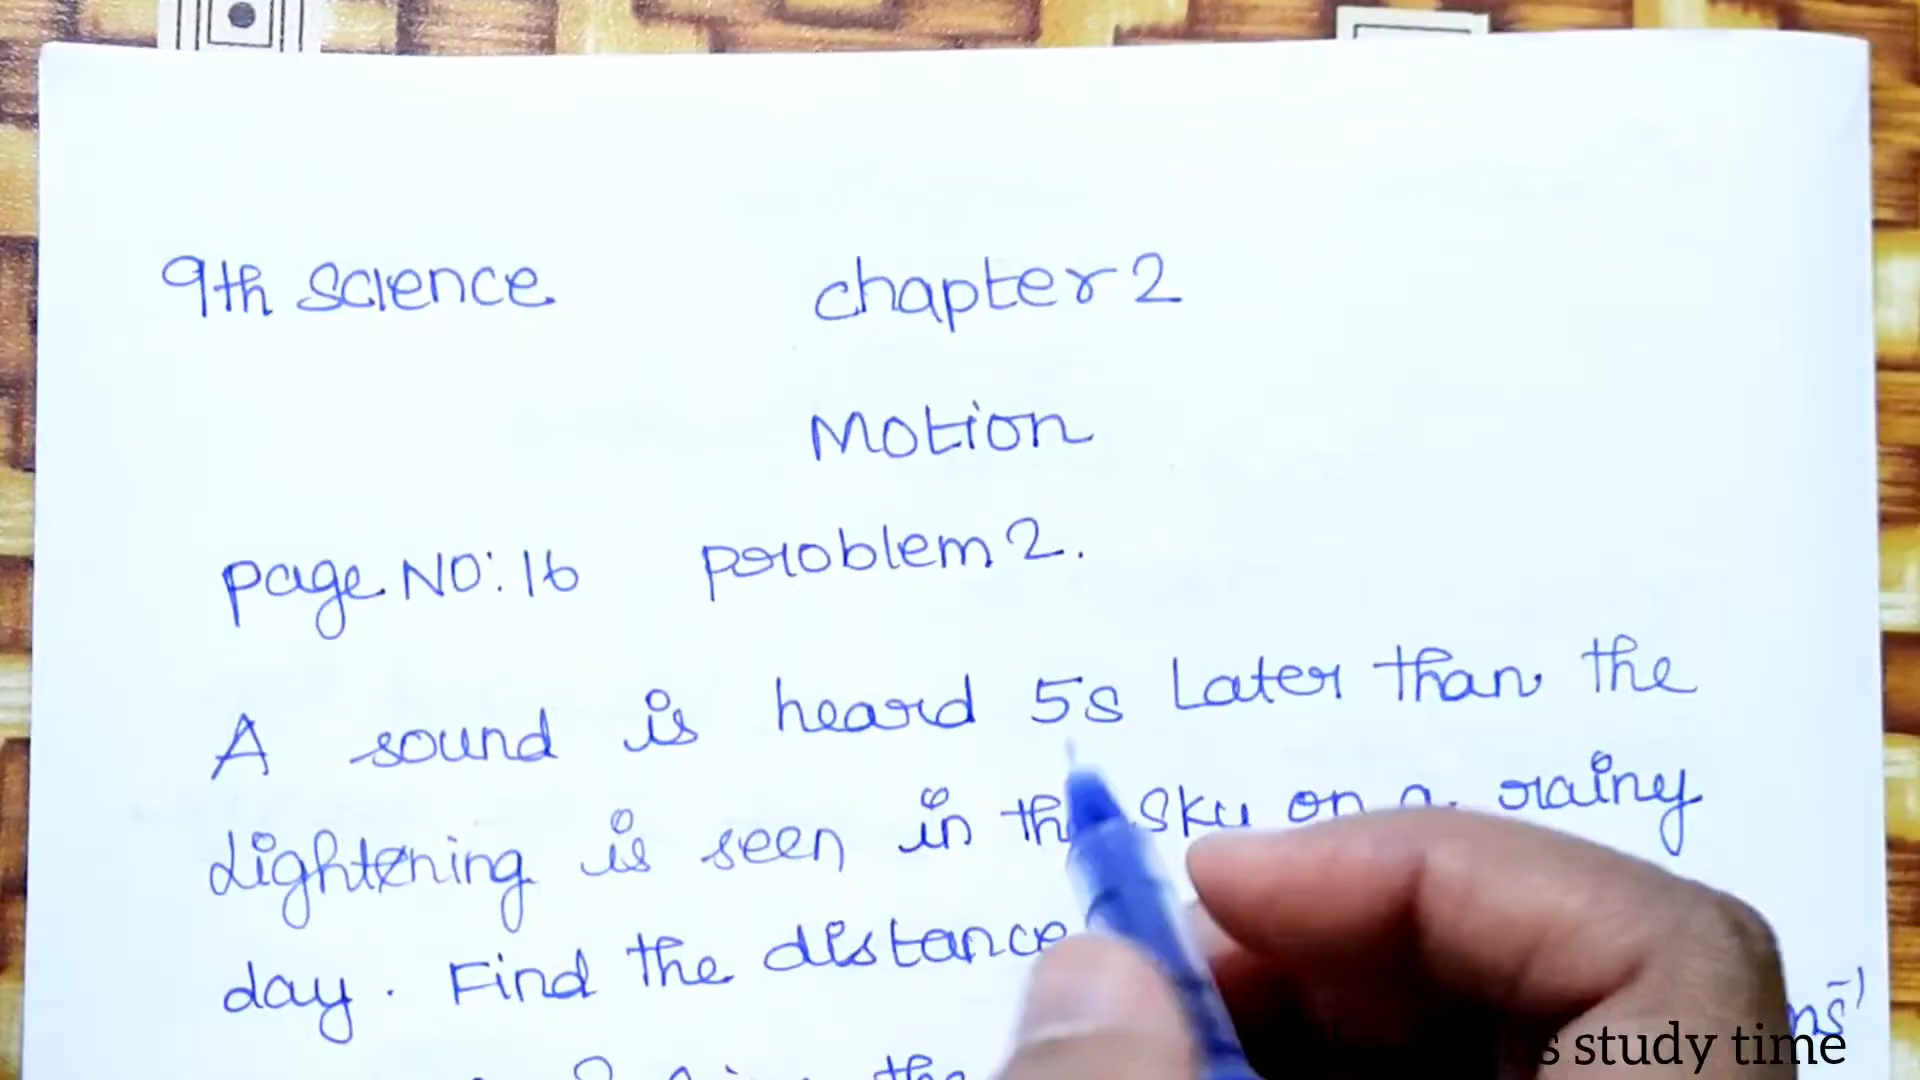 9th science chapter 2
Motion
page NO: 16 problem 2.
A sound is heard 5s Later than the
Lightening is seen in the sky on a rainy
day. Find the distance
study time